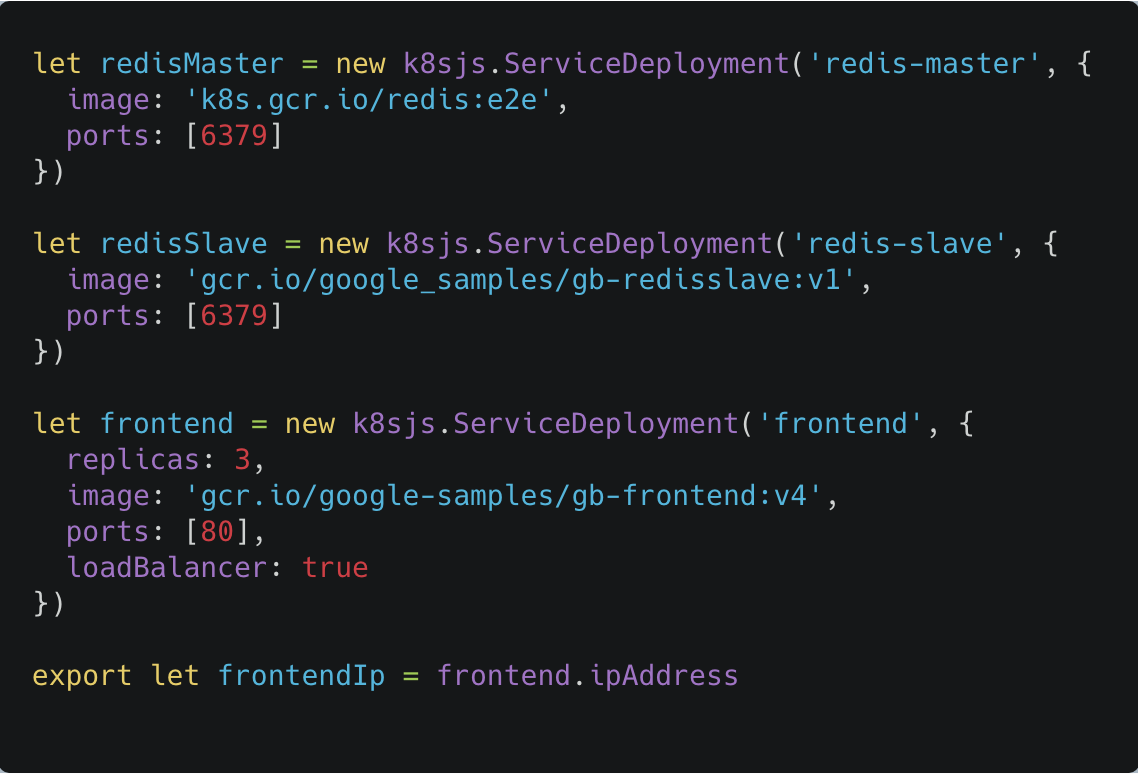 let redisMaster = new k8sjs.ServiceDeployment('redis-master', {
  image: 'k8s.gcr.io/redis:e2e',
  ports: [6379]
})

let redisSlave = new k8sjs.ServiceDeployment('redis-slave', {
  image: 'gcr.io/google_samples/gb-redisslave:v1',
  ports: [6379]
})

let frontend = new k8sjs.ServiceDeployment('frontend', {
  replicas: 3,
  image: 'gcr.io/google-samples/gb-frontend:v4',
  ports: [80],
  loadBalancer: true
})

export let frontendIp = frontend.ipAddress